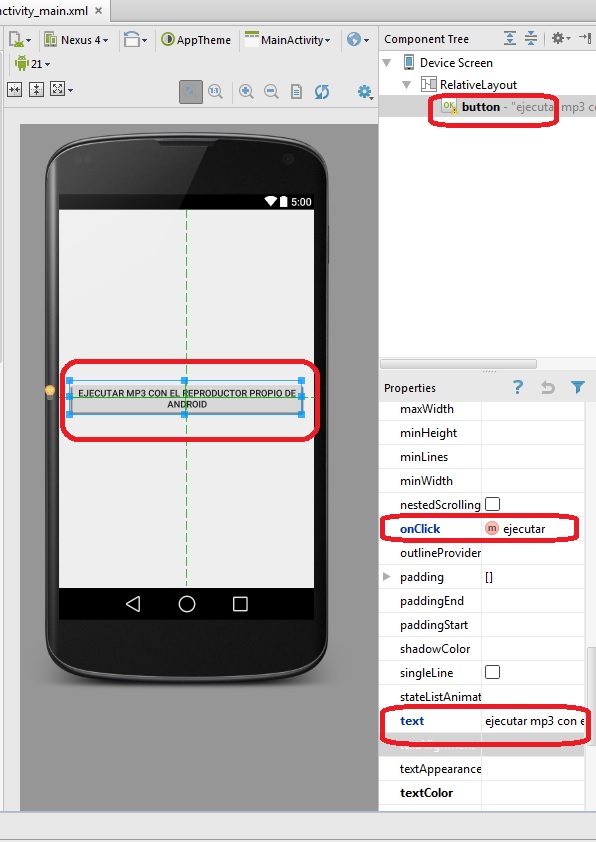 activity_main.xml
Nexus 4
AppTheme
MainActivity
21
Component Tree
Device Screen
RelativeLayout
OK
button - "ejecutar mp3 co
5:00
EJECUTAR MP3 CON EL REPRODUCTOR PROPIO DE
ANDROID
Properties
?
maxWidth
minHeight
minLines
minWidth
nestedScrolling
onClick m ejecutar
outlineProvider
padding []
paddingEnd
paddingStart
shadowColor
singleLine
stateListAnimat
text ejecutar mp3 con e
textAppearance
textColor